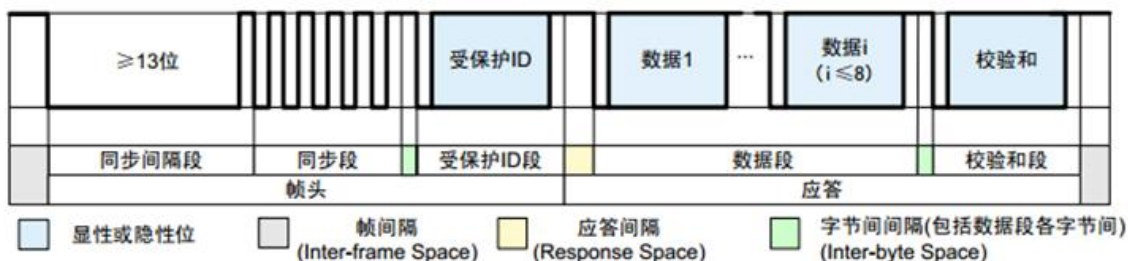 ≥13位
受保护ID
数据1
...
数据i
（i≤8）
校验和
同步间隔段
同步段
受保护ID段
数据段
校验和段
帧头
应答
显性或隐性位
帧间隔
(Inter-frame Space)
应答间隔
(Response Space)
字节间间隔(包括数据段各字节间)
(Inter-byte Space)